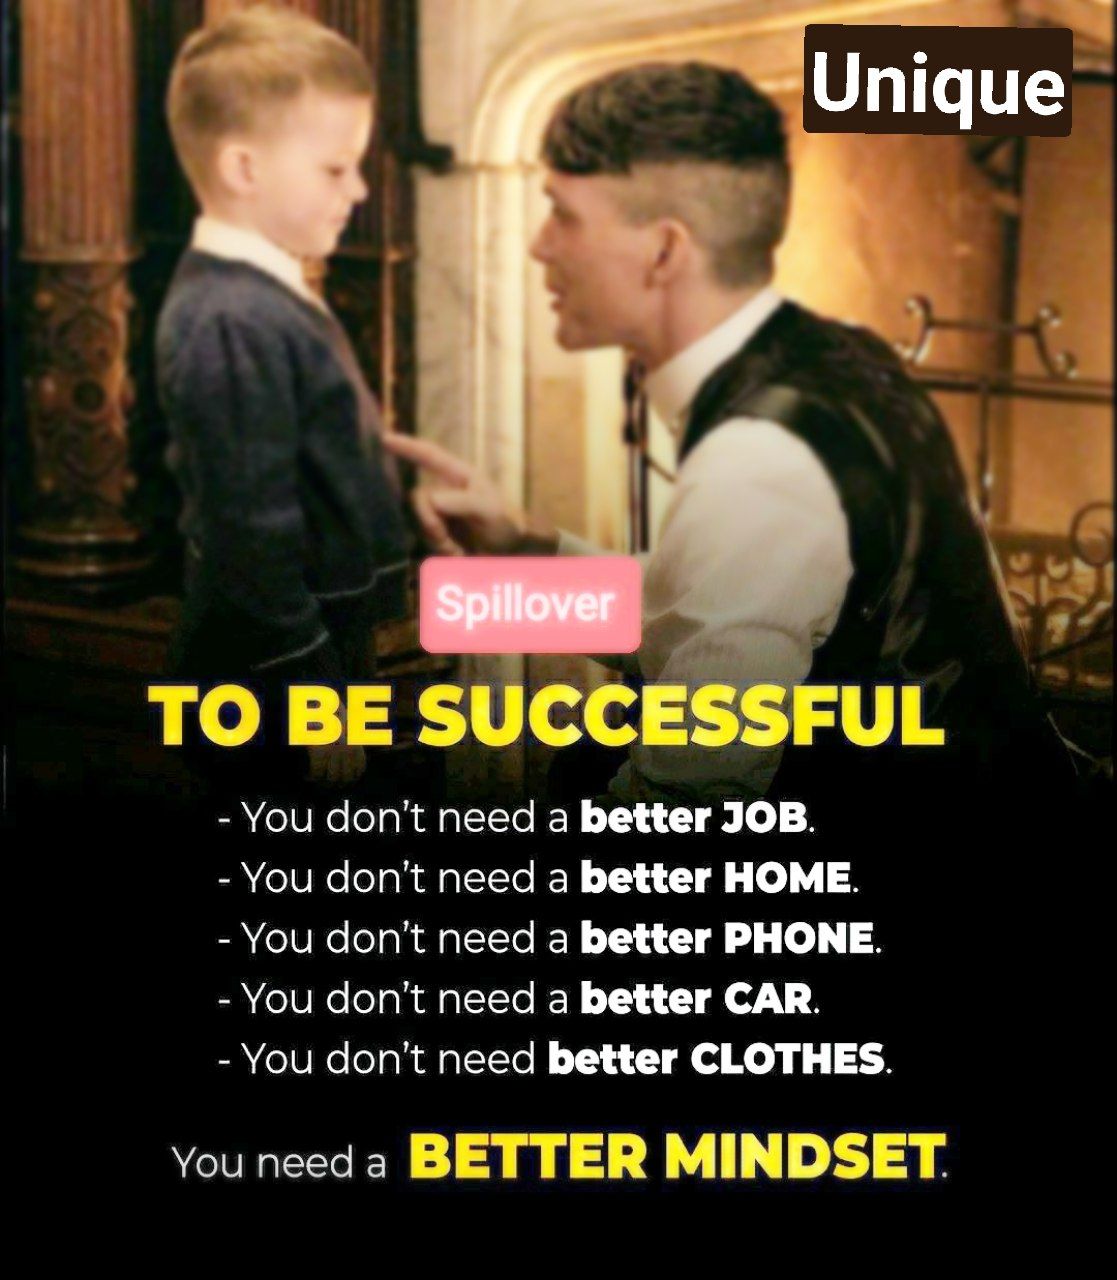 Unique
Spillover
TO BE SUCCESSFUL
- You don't need a better JOB.
- You don't need a better HOME.
- You don't need a better PHONE.
- You don't need a better CAR.
- You don't need better CLOTHES.
You need a BETTER MINDSET.